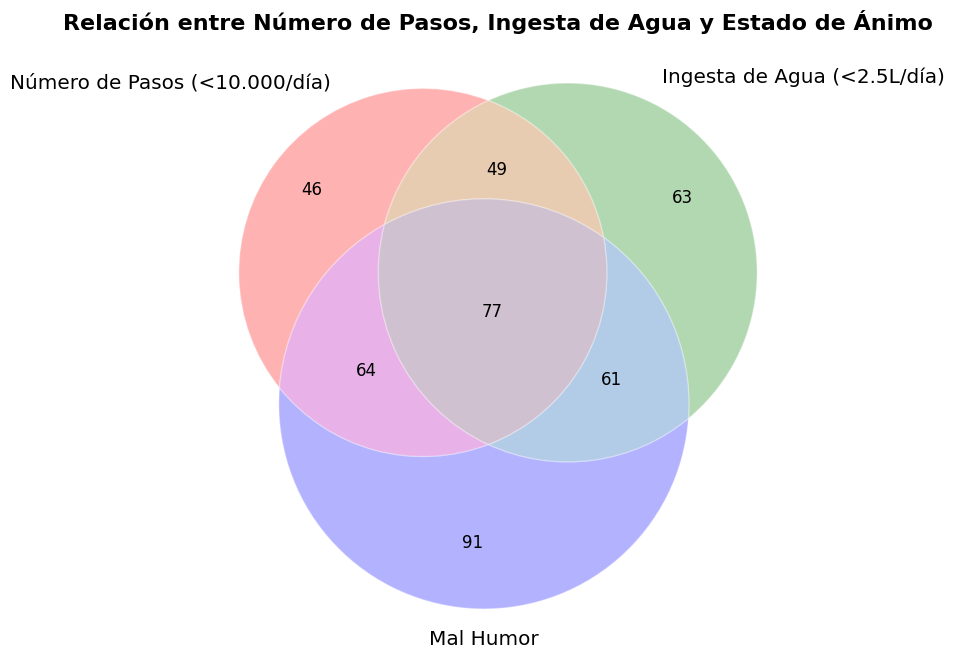 Relación entre Número de Pasos, Ingesta de Agua y Estado de Ánimo
Número de Pasos (<10.000/día)
Ingesta de Agua (<2.5L/día)
46
49
63
77
64
61
91
Mal Humor